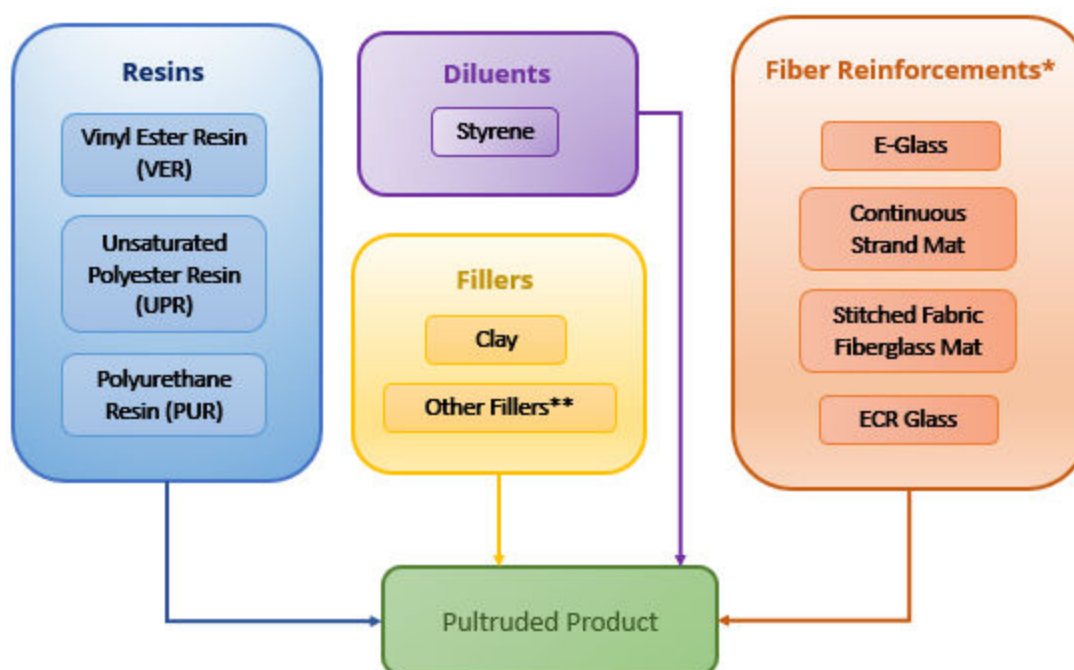 Resins
Vinyl Ester Resin
(VER)
Unsaturated
Polyester Resin
(UPR)
Polyurethane
Resin (PUR)
Diluents
Styrene
Fillers
Clay
Other Fillers**
Fiber Reinforcements*
E-Glass
Continuous
Strand Mat
Stitched Fabric
Fiberglass Mat
ECR Glass
Pultruded Product